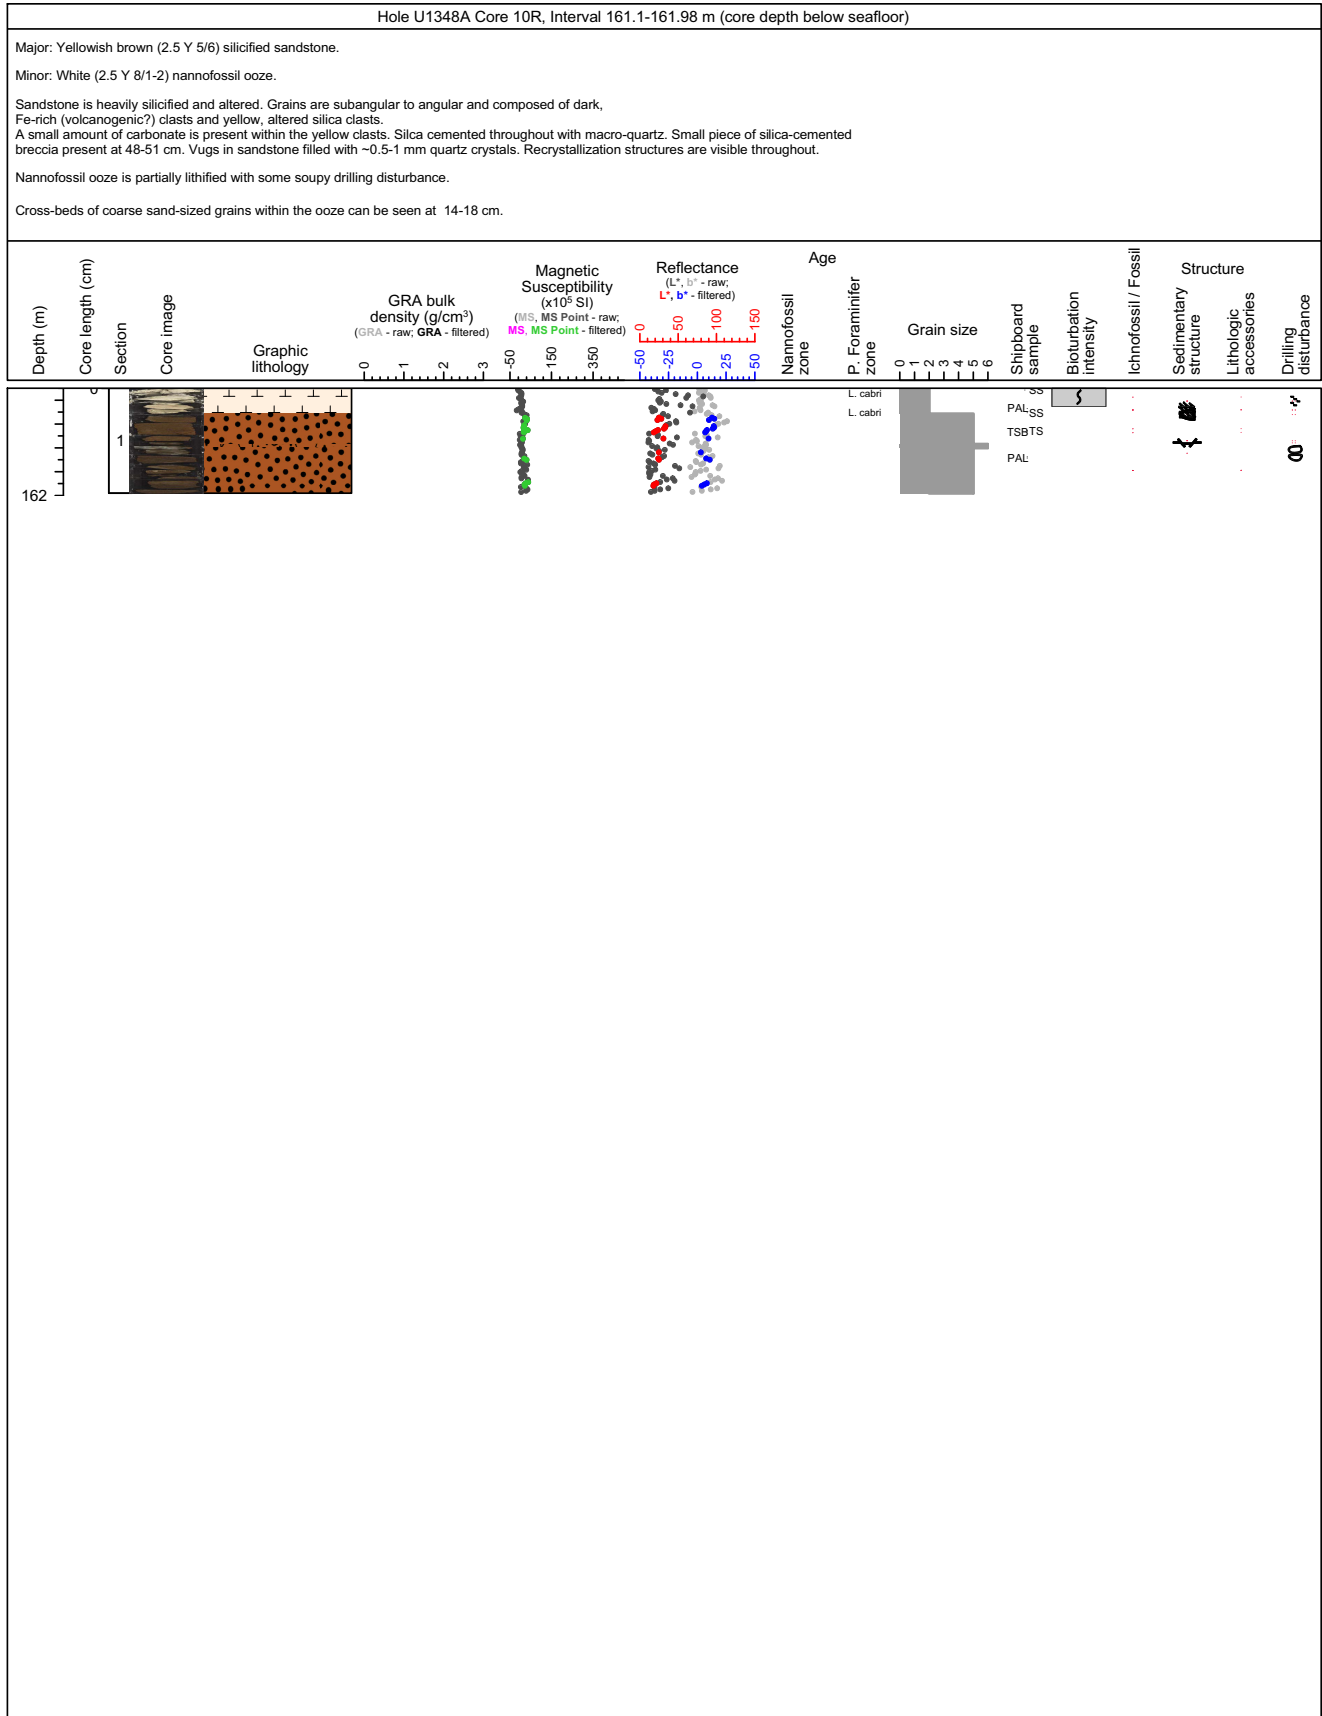 Hole U1348A Core 10R, Interval 161.1-161.98 m (core depth below seafloor)
Major: Yellowish brown (2.5 Y 5/6) silicified sandstone.
Minor: White (2.5 Y 8/1-2) nannofossil ooze.
Sandstone is heavily silicified and altered. Grains are subangular to angular and composed of dark,
Fe-rich (volcanogenic?) clasts and yellow, altered silica clasts.
A small amount of carbonate is present within the yellow clasts. Silca cemented throughout with macro-quartz. Small piece of silica-cemented
breccia present at 48-51 cm. Vugs in sandstone filled with ~0.5-1 mm quartz crystals. Recrystallization structures are visible throughout.
Nannofossil ooze is partially lithified with some soupy drilling disturbance.
Cross-beds of coarse sand-sized grains within the ooze can be seen at 14-18 cm.
Depth (m)
Core length (cm)
Section
Core image
Graphic
lithology
GRA bulk
density (g/cm³)
(GRA - raw; GRA - filtered)
0 1 2 3
Magnetic
Susceptibility
(x10⁵ SI)
(MS, MS Point - raw;
MS, MS Point - filtered)
-50 150 350
Reflectance
(L*, b* - raw;
L*, b* - filtered)
0 50 100 150
-50 -25 0 25 50
Age
Nannofossil
zone
P. Foraminifer
zone
Grain size
0 1 2 3 4 5 6
Shipboard
sample
Bioturbation
intensity
Ichnofossil / Fossil
Structure
Sedimentary
structure
Lithologic
accessories
Drilling
disturbance
0
1
162
L. cabri
L. cabri
SS
PAL SS
TSB TS
PAL